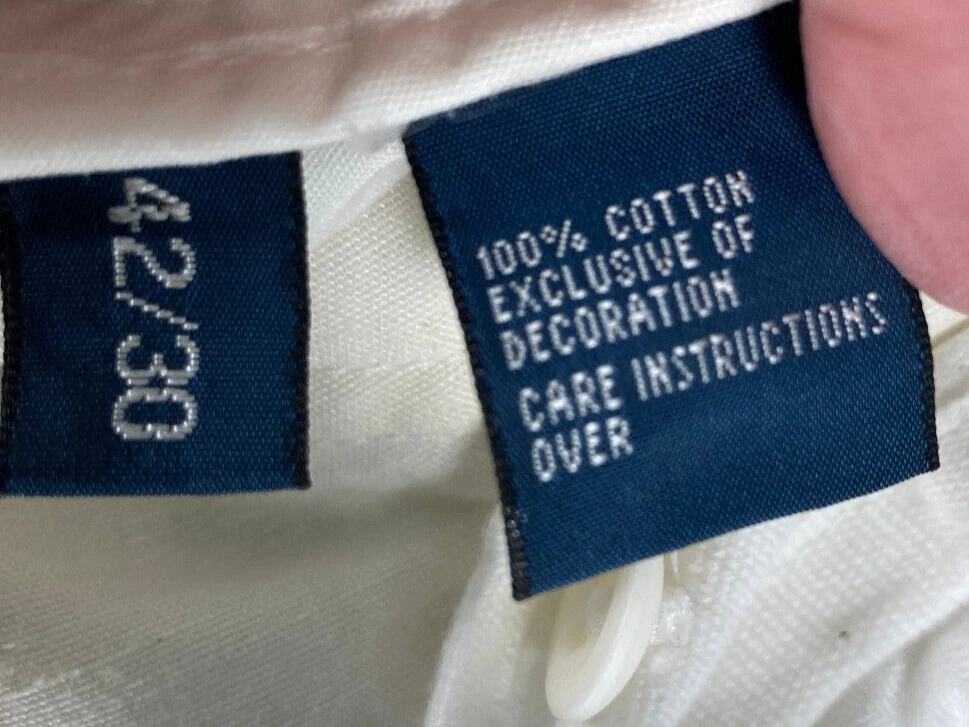 42/30
100% COTTON
EXCLUSIVE OF
DECORATION
CARE INSTRUCTIONS
OVER